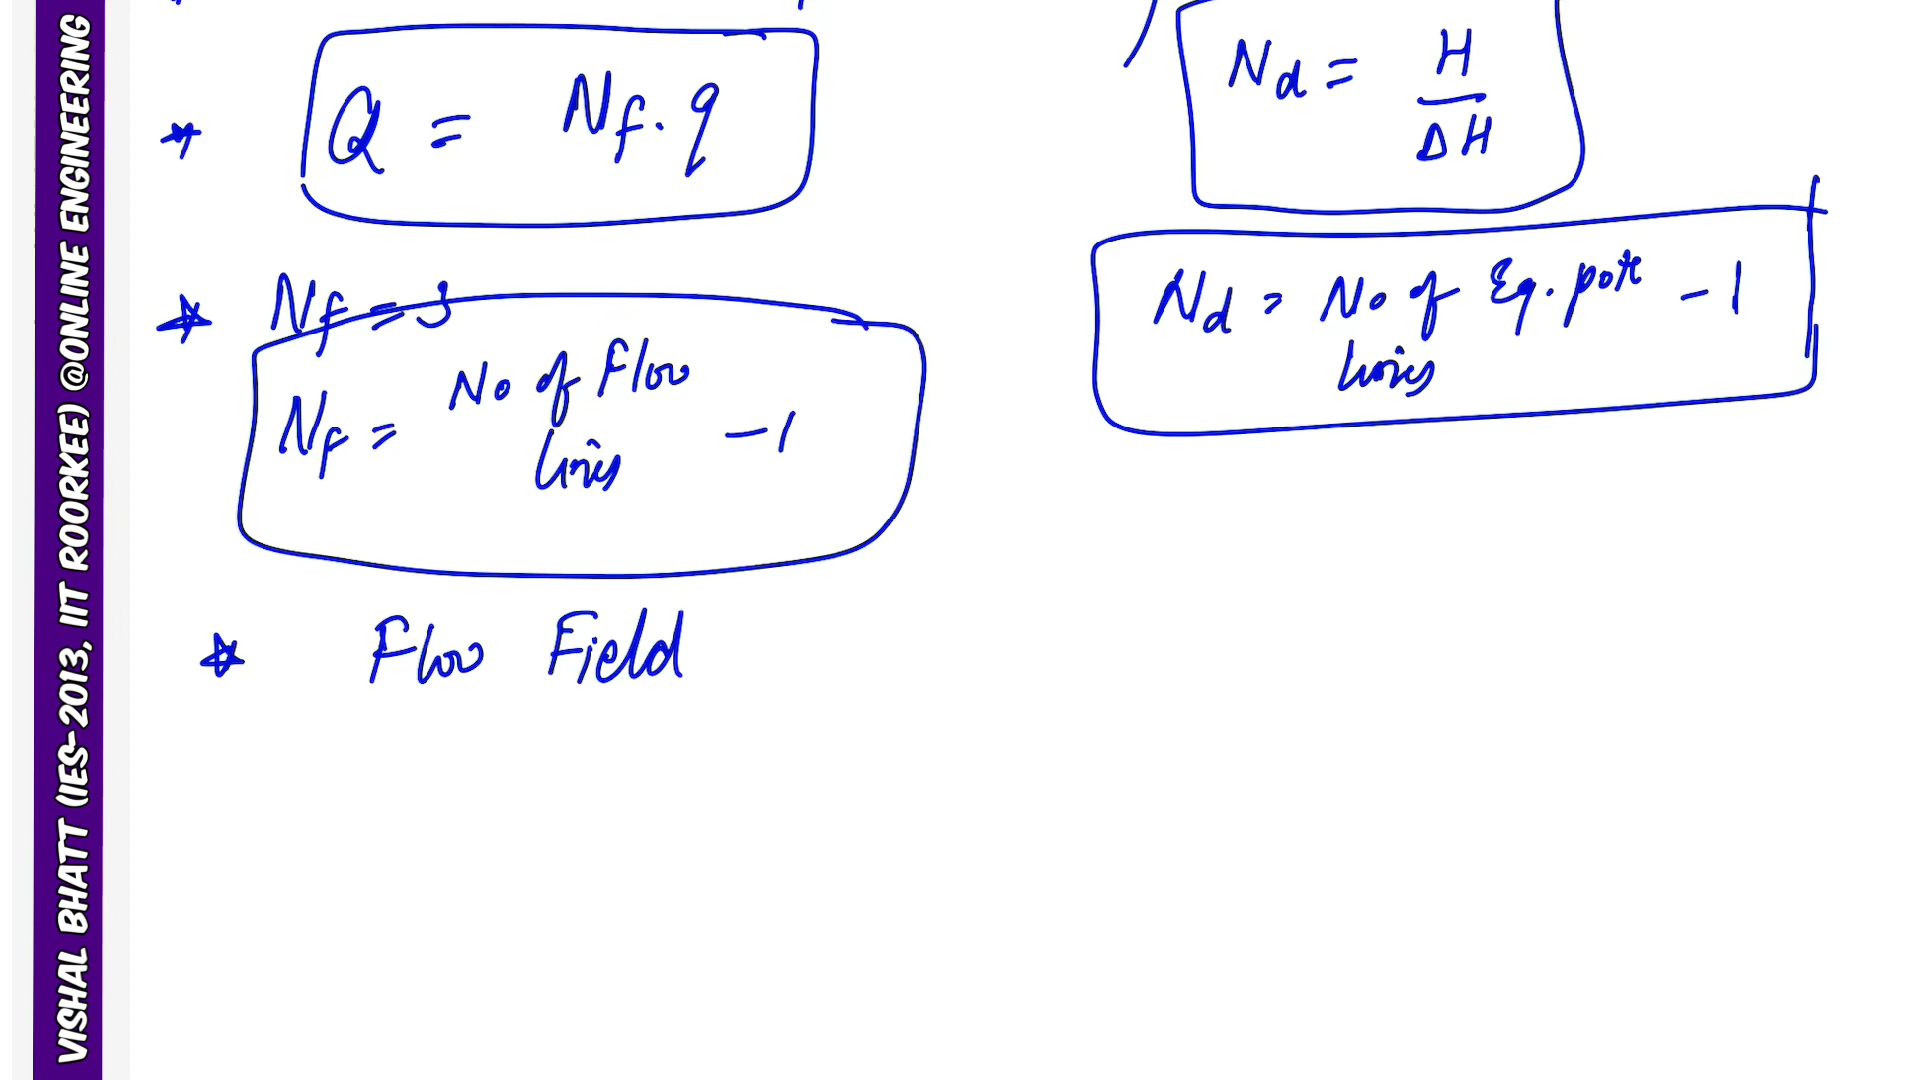 VISHAL BHATT (IES-2013, IIT ROORKEE) @ONLINE ENGINEERING
Q = Nf . q
Nf = 3
Nf = No of Flow lines - 1
Flow Field
Nd = H / ΔH
Nd = No of Eq. pott - 1
lines